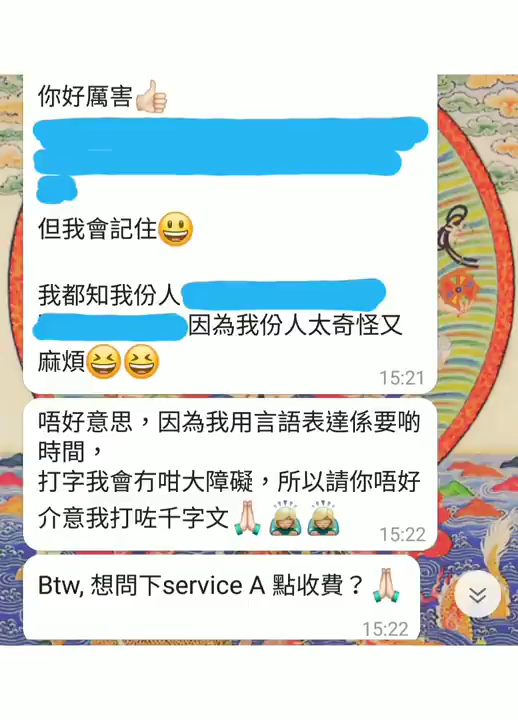 你好厲害👍🏻
但我會記住😃
我都知我份人
因為我份人太奇怪又
麻煩😆😆
15:21
唔好意思，因為我用言語表達係要啲
時間，
打字我會冇咁大障礙，所以請你唔好
介意我打咗千字文🙏🏻🙇🏼🙇🏼
15:22
Btw, 想問下service A 點收費？🙏🏻
15:22